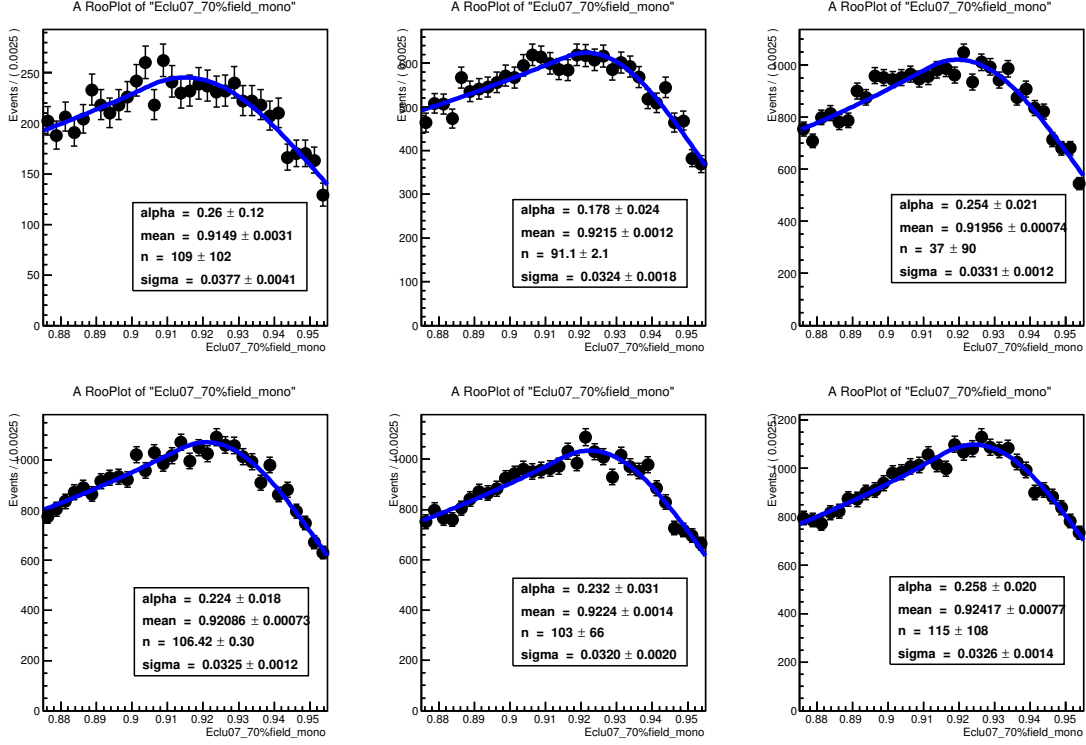 A RooPlot of "Eclu07_70%field_mono"
Events / ( 0.0025 )
250
200
150
100
50
0
alpha = 0.26 ± 0.12
mean = 0.9149 ± 0.0031
n = 109 ± 102
sigma = 0.0377 ± 0.0041
0.88 0.89 0.9 0.91 0.92 0.93 0.94 0.95
Eclu07_70%field_mono
A RooPlot of "Eclu07_70%field_mono"
Events / ( 0.0025 )
600
500
400
300
200
100
0
alpha = 0.178 ± 0.024
mean = 0.9215 ± 0.0012
n = 91.1 ± 2.1
sigma = 0.0324 ± 0.0018
0.88 0.89 0.9 0.91 0.92 0.93 0.94 0.95
Eclu07_70%field_mono
A RooPlot of "Eclu07_70%field_mono"
Events / ( 0.0025 )
1000
800
600
400
200
0
alpha = 0.254 ± 0.021
mean = 0.91956 ± 0.00074
n = 37 ± 90
sigma = 0.0331 ± 0.0012
0.88 0.89 0.9 0.91 0.92 0.93 0.94 0.95
Eclu07_70%field_mono
A RooPlot of "Eclu07_70%field_mono"
Events / ( 0.0025 )
1000
800
600
400
200
0
alpha = 0.224 ± 0.018
mean = 0.92086 ± 0.00073
n = 106.42 ± 0.30
sigma = 0.0325 ± 0.0012
0.88 0.89 0.9 0.91 0.92 0.93 0.94 0.95
Eclu07_70%field_mono
A RooPlot of "Eclu07_70%field_mono"
Events / ( 0.0025 )
1000
800
600
400
200
0
alpha = 0.232 ± 0.031
mean = 0.9224 ± 0.0014
n = 103 ± 66
sigma = 0.0320 ± 0.0020
0.88 0.89 0.9 0.91 0.92 0.93 0.94 0.95
Eclu07_70%field_mono
A RooPlot of "Eclu07_70%field_mono"
Events / ( 0.0025 )
1200
1000
800
600
400
200
0
alpha = 0.258 ± 0.020
mean = 0.92417 ± 0.00077
n = 115 ± 108
sigma = 0.0326 ± 0.0014
0.88 0.89 0.9 0.91 0.92 0.93 0.94 0.95
Eclu07_70%field_mono